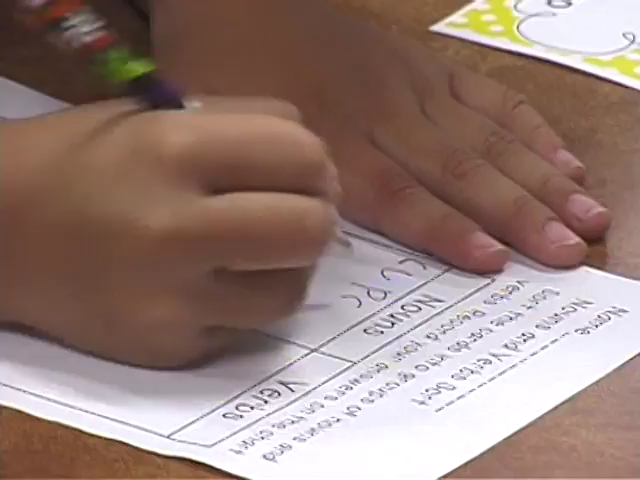 Name
Nouns and Verbs Sort
Sort the cards into groups of nouns and
verbs. Record your answers on the chart.
Nouns Verbs